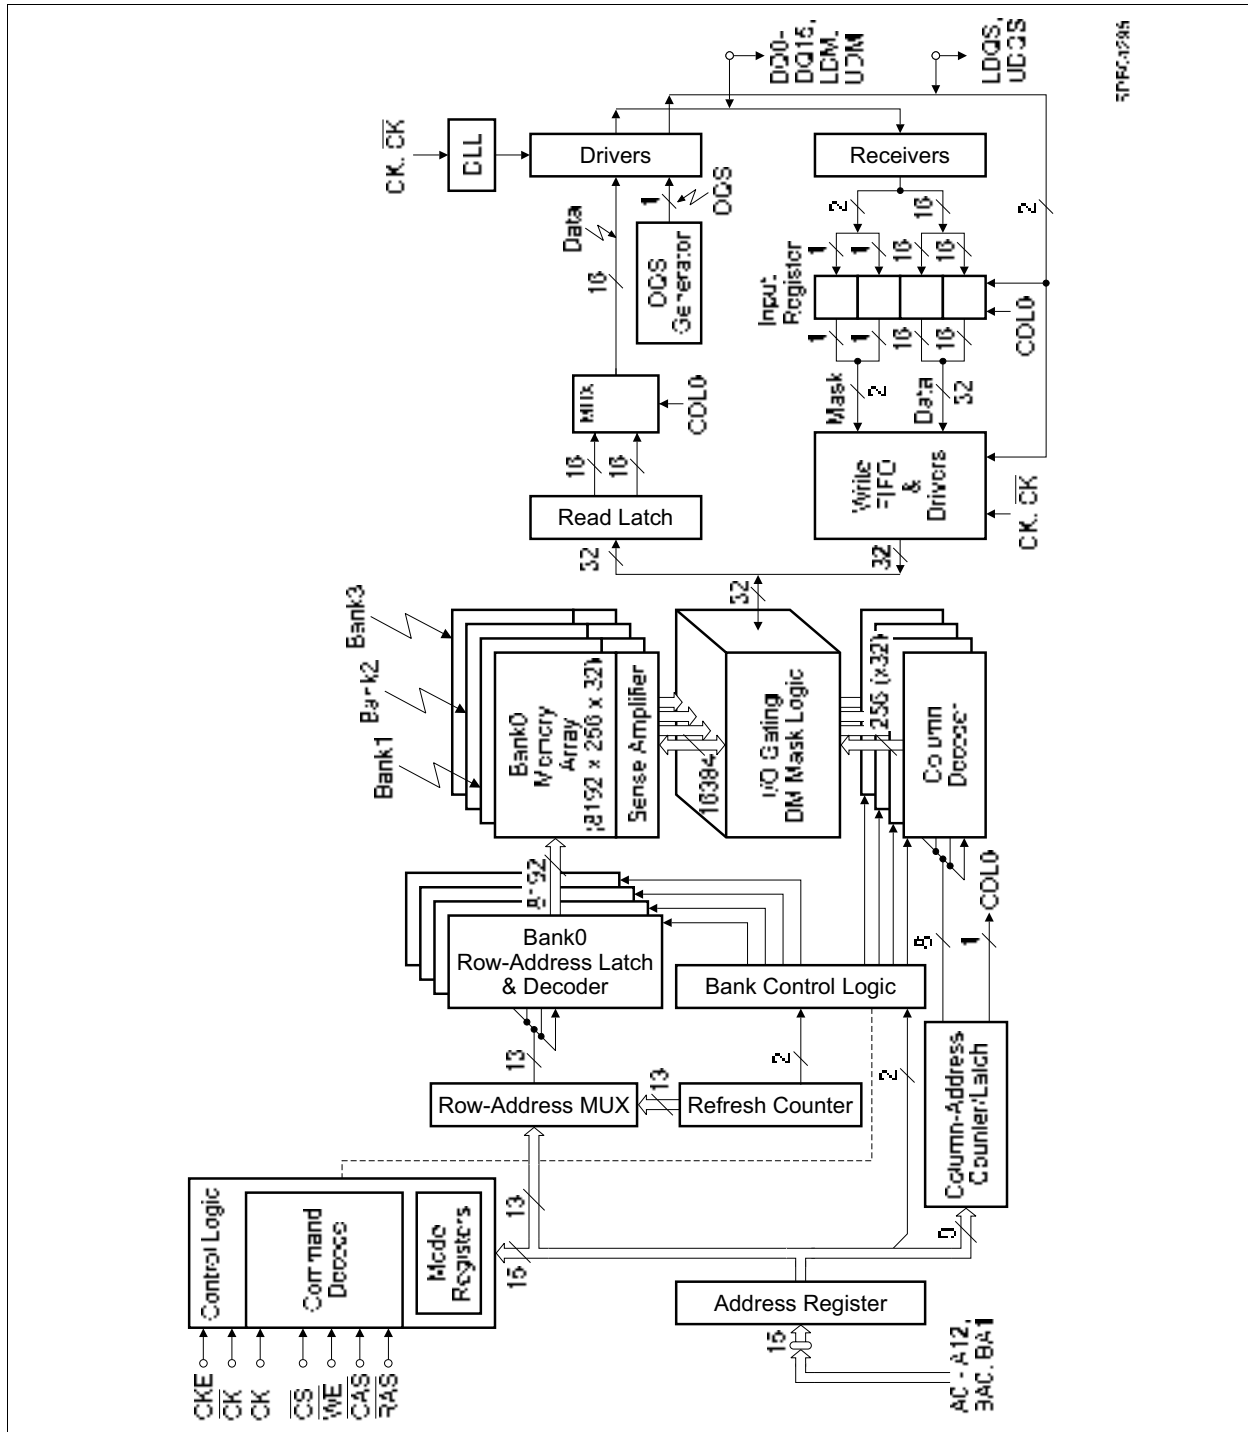 DQ0-
DQ15,
LDM,
UDM
LDQS,
UDQS
CK, CK
DLL
Drivers
Receivers
Data
1
DQS
2
16
2
16
DQS
Generator
Input
Register
1
1
16
16
1
1
16
16
COL0
MUX
COL0
Mask
2
Data
32
16
16
Read Latch
Write
FIFO
&
Drivers
CK, CK
32
32
32
Bank3
Bank2
Bank1
Bank0
Memory
Array
(8192 x 256 x 32)
Sense Amplifier
16384
I/O Gating
DM Mask Logic
256 (x32)
Column
Decoder
8192
Bank0
Row-Address Latch
& Decoder
Bank Control Logic
8
1
COL0
13
2
2
Column-Address
Counter/Latch
Row-Address MUX
13
Refresh Counter
Control Logic
Command
Decode
Mode
Registers
13
15
9
Address Register
15
CKE
CK
CK
CS
WE
CAS
RAS
A0 - A12,
BA0, BA1